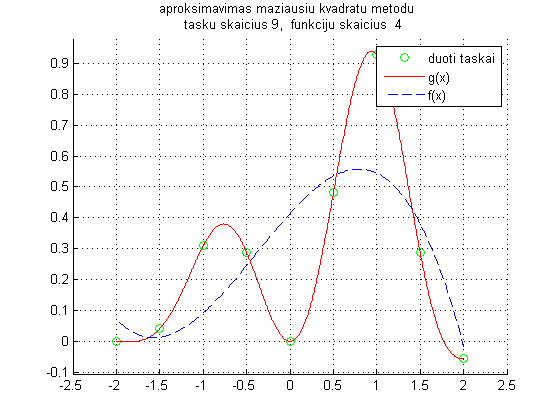 aproksimavimas maziausiu kvadratu metodu
tasku skaicius 9,  funkciju skaicius  4
duoti taskai
g(x)
f(x)
0.9
0.8
0.7
0.6
0.5
0.4
0.3
0.2
0.1
0
-0.1
-2.5 -2 -1.5 -1 -0.5 0 0.5 1 1.5 2 2.5